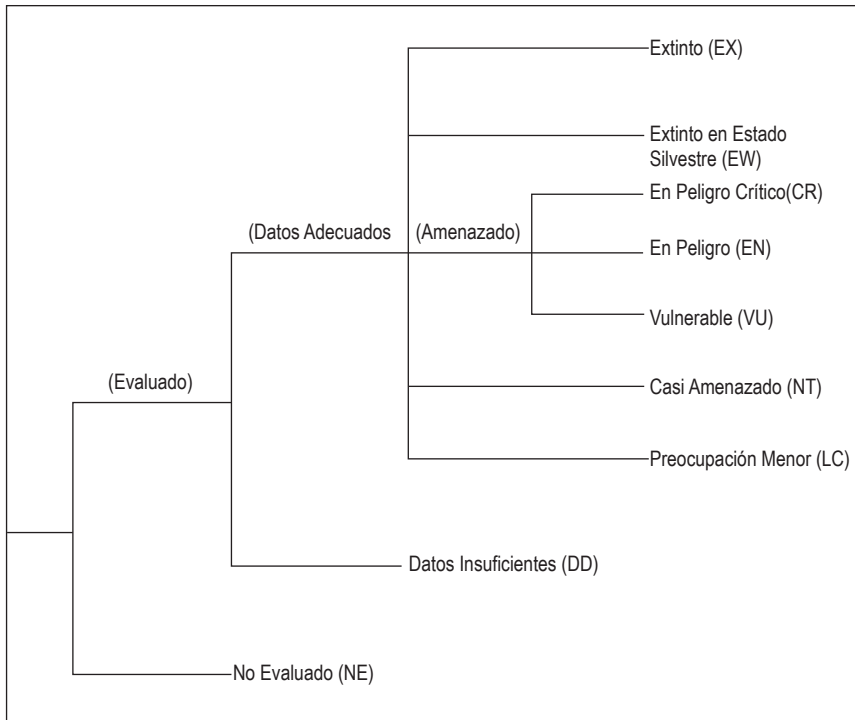 Extinto (EX)
Extinto en Estado
Silvestre (EW)
En Peligro Crítico(CR)
(Datos Adecuados
(Amenazado)
En Peligro (EN)
Vulnerable (VU)
(Evaluado)
Casi Amenazado (NT)
Preocupación Menor (LC)
Datos Insuficientes (DD)
No Evaluado (NE)